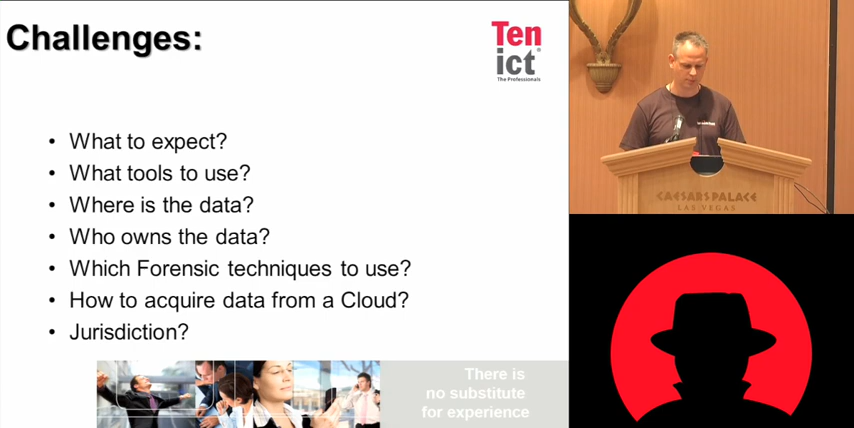 Challenges:
Ten
ict
The Professionals
• What to expect?
• What tools to use?
• Where is the data?
• Who owns the data?
• Which Forensic techniques to use?
• How to acquire data from a Cloud?
• Jurisdiction?
There is
no substitute
for experience
CAESARS PALACE
LAS VEGAS